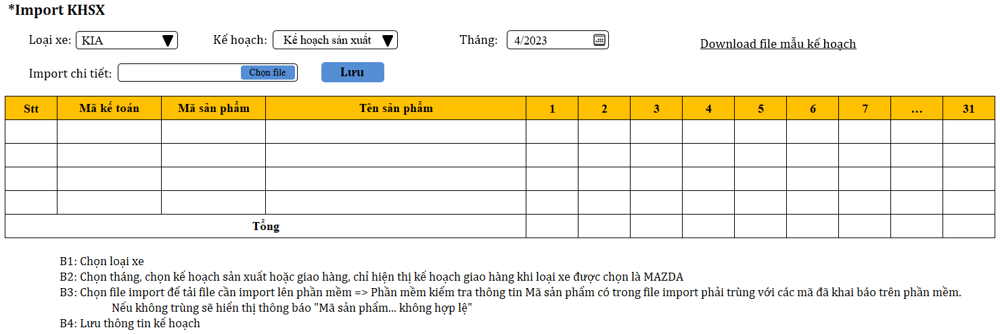 *Import KHSX
Loại xe: KIA Kế hoạch: Kế hoạch sản xuất Tháng: 4/2023 Download file mẫu kế hoạch
Import chi tiết: Chọn file Lưu
Stt Mã kế toán Mã sản phẩm Tên sản phẩm 1 2 3 4 5 6 7 ... 31
Tổng
B1: Chọn loại xe
B2: Chọn tháng, chọn kế hoạch sản xuất hoặc giao hàng, chỉ hiện thị kế hoạch giao hàng khi loại xe được chọn là MAZDA
B3: Chọn file import để tải file cần import lên phần mềm => Phần mềm kiểm tra thông tin Mã sản phẩm có trong file import phải trùng với các mã đã khai báo trên phần mềm.
Nếu không trùng sẽ hiển thị thông báo "Mã sản phẩm... không hợp lệ"
B4: Lưu thông tin kế hoạch